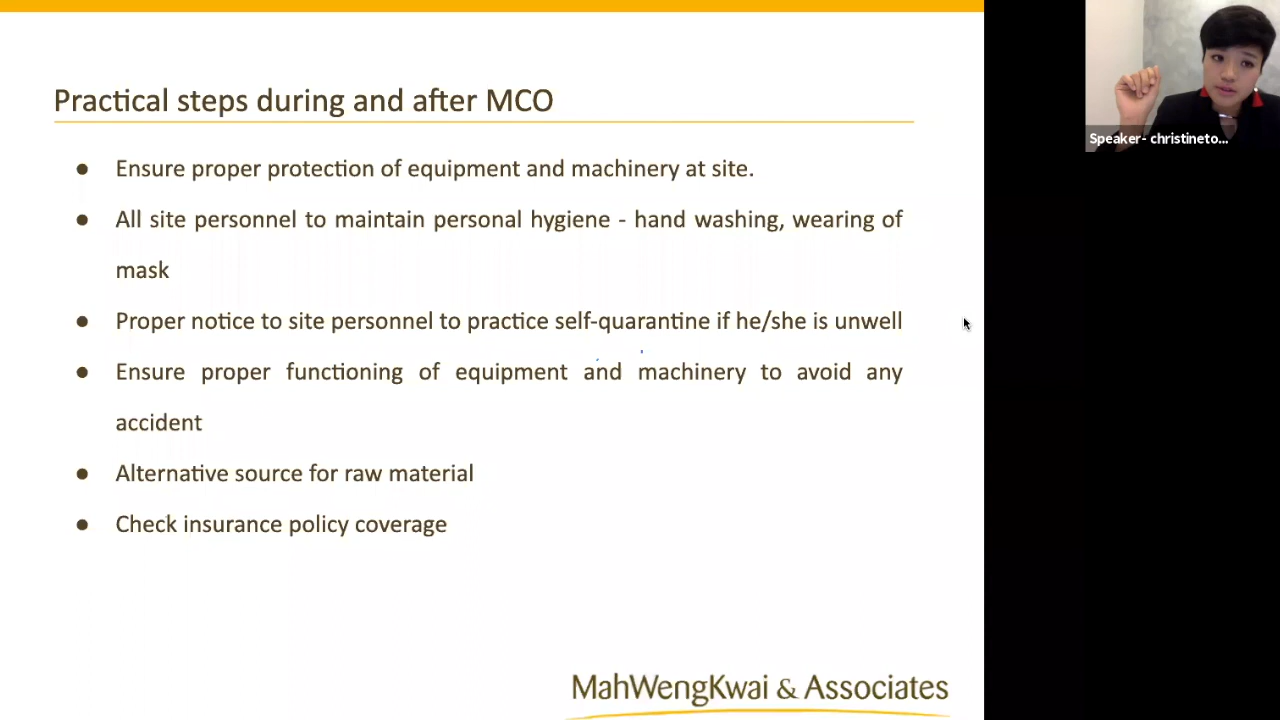 Practical steps during and after MCO
● Ensure proper protection of equipment and machinery at site.
● All site personnel to maintain personal hygiene - hand washing, wearing of
mask
● Proper notice to site personnel to practice self-quarantine if he/she is unwell
● Ensure proper functioning of equipment and machinery to avoid any
accident
● Alternative source for raw material
● Check insurance policy coverage
MahWengKwai & Associates
Speaker- christineto...